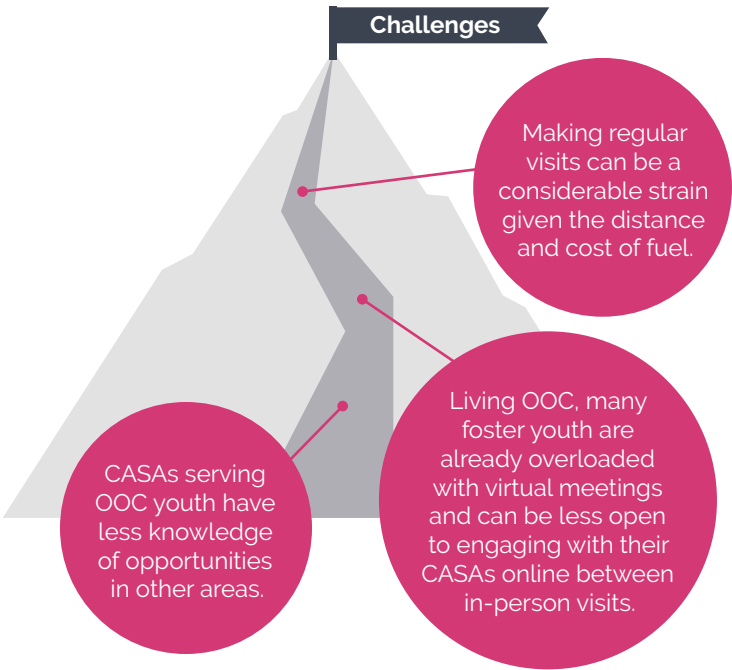 Challenges
Making regular
visits can be a
considerable strain
given the distance
and cost of fuel.
Living OOC, many
foster youth are
already overloaded
with virtual meetings
and can be less open
to engaging with their
CASAs online between
in-person visits.
CASAs serving
OOC youth have
less knowledge
of opportunities
in other areas.